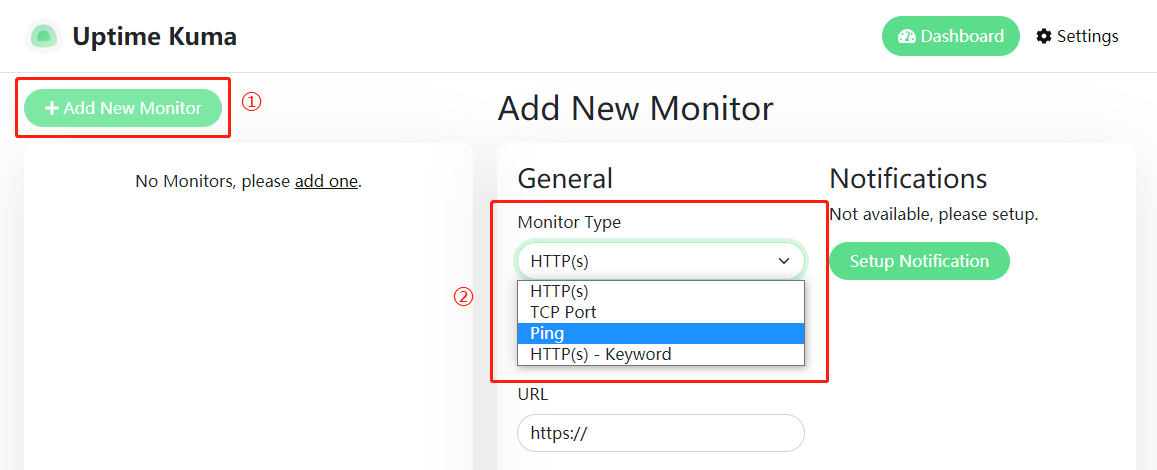 Uptime Kuma
Dashboard
Settings
+ Add New Monitor
①
No Monitors, please add one.
Add New Monitor
General
Monitor Type
HTTP(s)
②
HTTP(s)
TCP Port
Ping
HTTP(s) - Keyword
URL
https://
Notifications
Not available, please setup.
Setup Notification